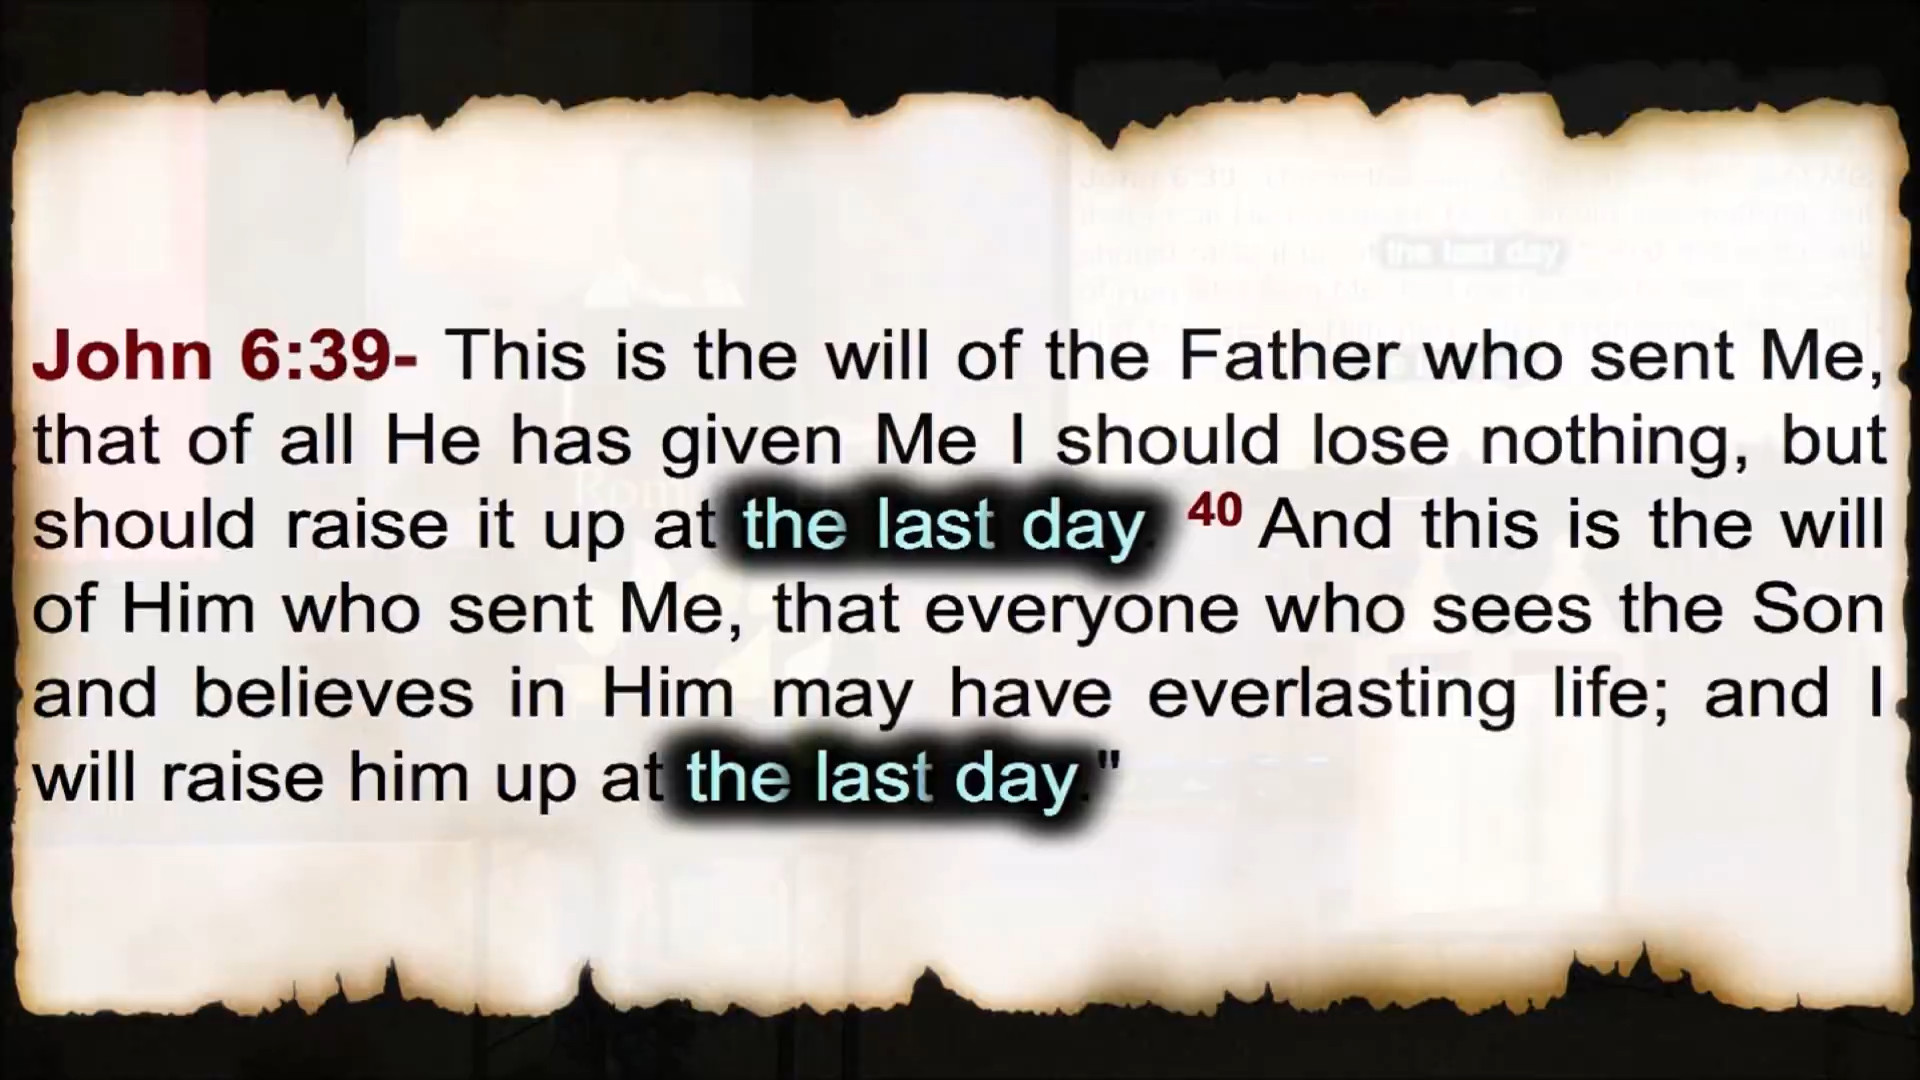 John 6:39- This is the will of the Father who sent Me,
that of all He has given Me I should lose nothing, but
should raise it up at the last day. 40 And this is the will
of Him who sent Me, that everyone who sees the Son
and believes in Him may have everlasting life; and I
will raise him up at the last day."
the last day